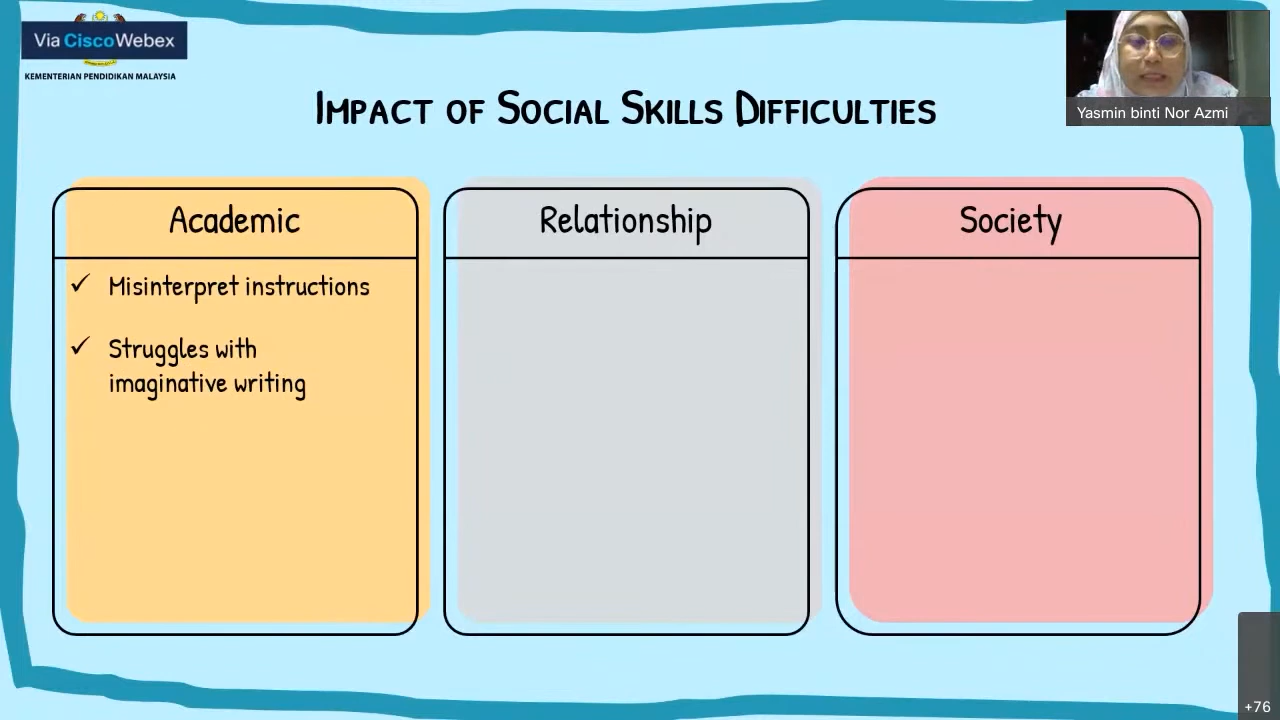 Via CiscoWebex
KEMENTERIAN PENDIDIKAN MALAYSIA
Yasmin binti Nor Azmi
IMPACT OF SOCIAL SKILLS DIFFICULTIES
Academic
✓ Misinterpret instructions
✓ Struggles with
imaginative writing
Relationship
Society
+76